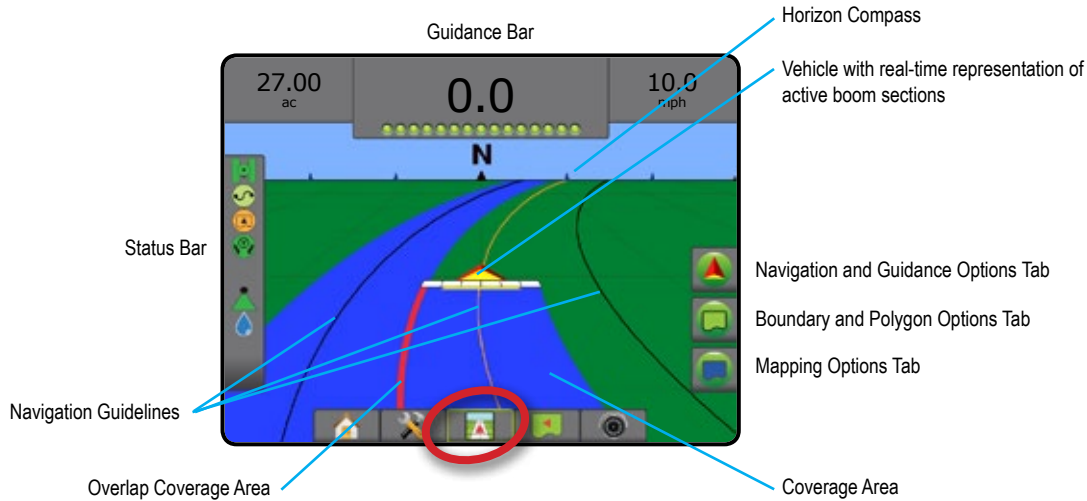 Guidance Bar
Horizon Compass
Vehicle with real-time representation of
active boom sections
27.00
ac
0.0
10.0
mph
N
Status Bar
Navigation and Guidance Options Tab
Boundary and Polygon Options Tab
Mapping Options Tab
Navigation Guidelines
Overlap Coverage Area
Coverage Area